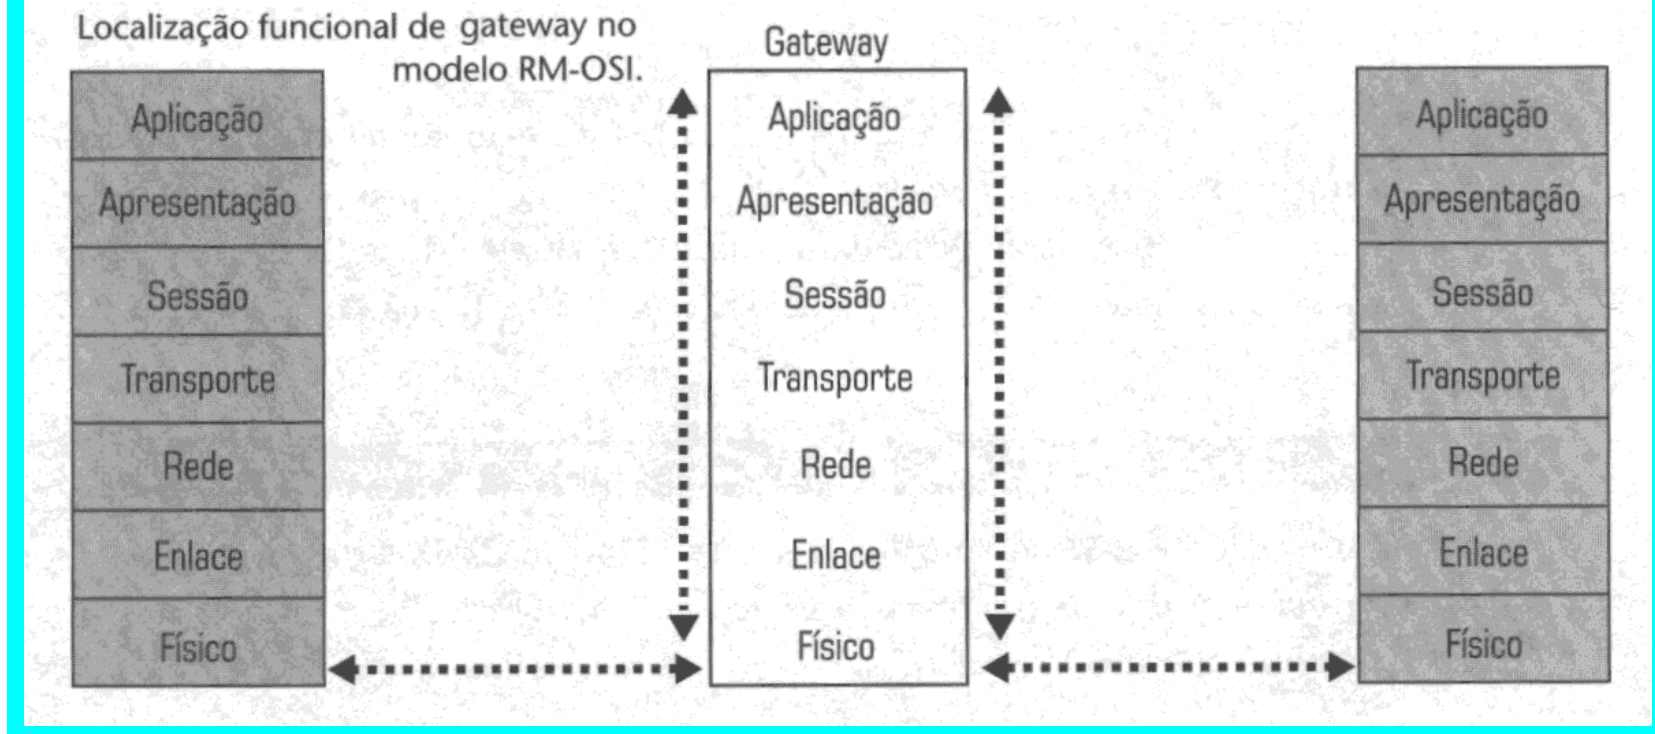 Localização funcional de gateway no
modelo RM-OSI.
Aplicação
Apresentação
Sessão
Transporte
Rede
Enlace
Físico
Gateway
Aplicação
Apresentação
Sessão
Transporte
Rede
Enlace
Físico
Aplicação
Apresentação
Sessão
Transporte
Rede
Enlace
Físico